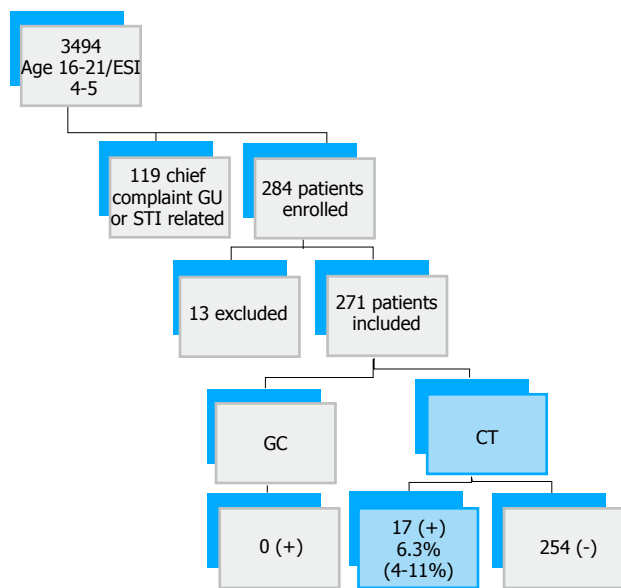 3494
Age 16-21/ESI
4-5
119 chief
complaint GU
or STI related
284 patients
enrolled
13 excluded
271 patients
included
GC
CT
0 (+)
17 (+)
6.3%
(4-11%)
254 (-)